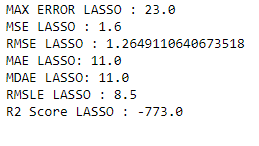 MAX ERROR LASSO : 23.0
MSE LASSO : 1.6
RMSE LASSO : 1.2649110640673518
MAE LASSO: 11.0
MDAE LASSO: 11.0
RMSLE LASSO : 8.5
R2 Score LASSO : -773.0